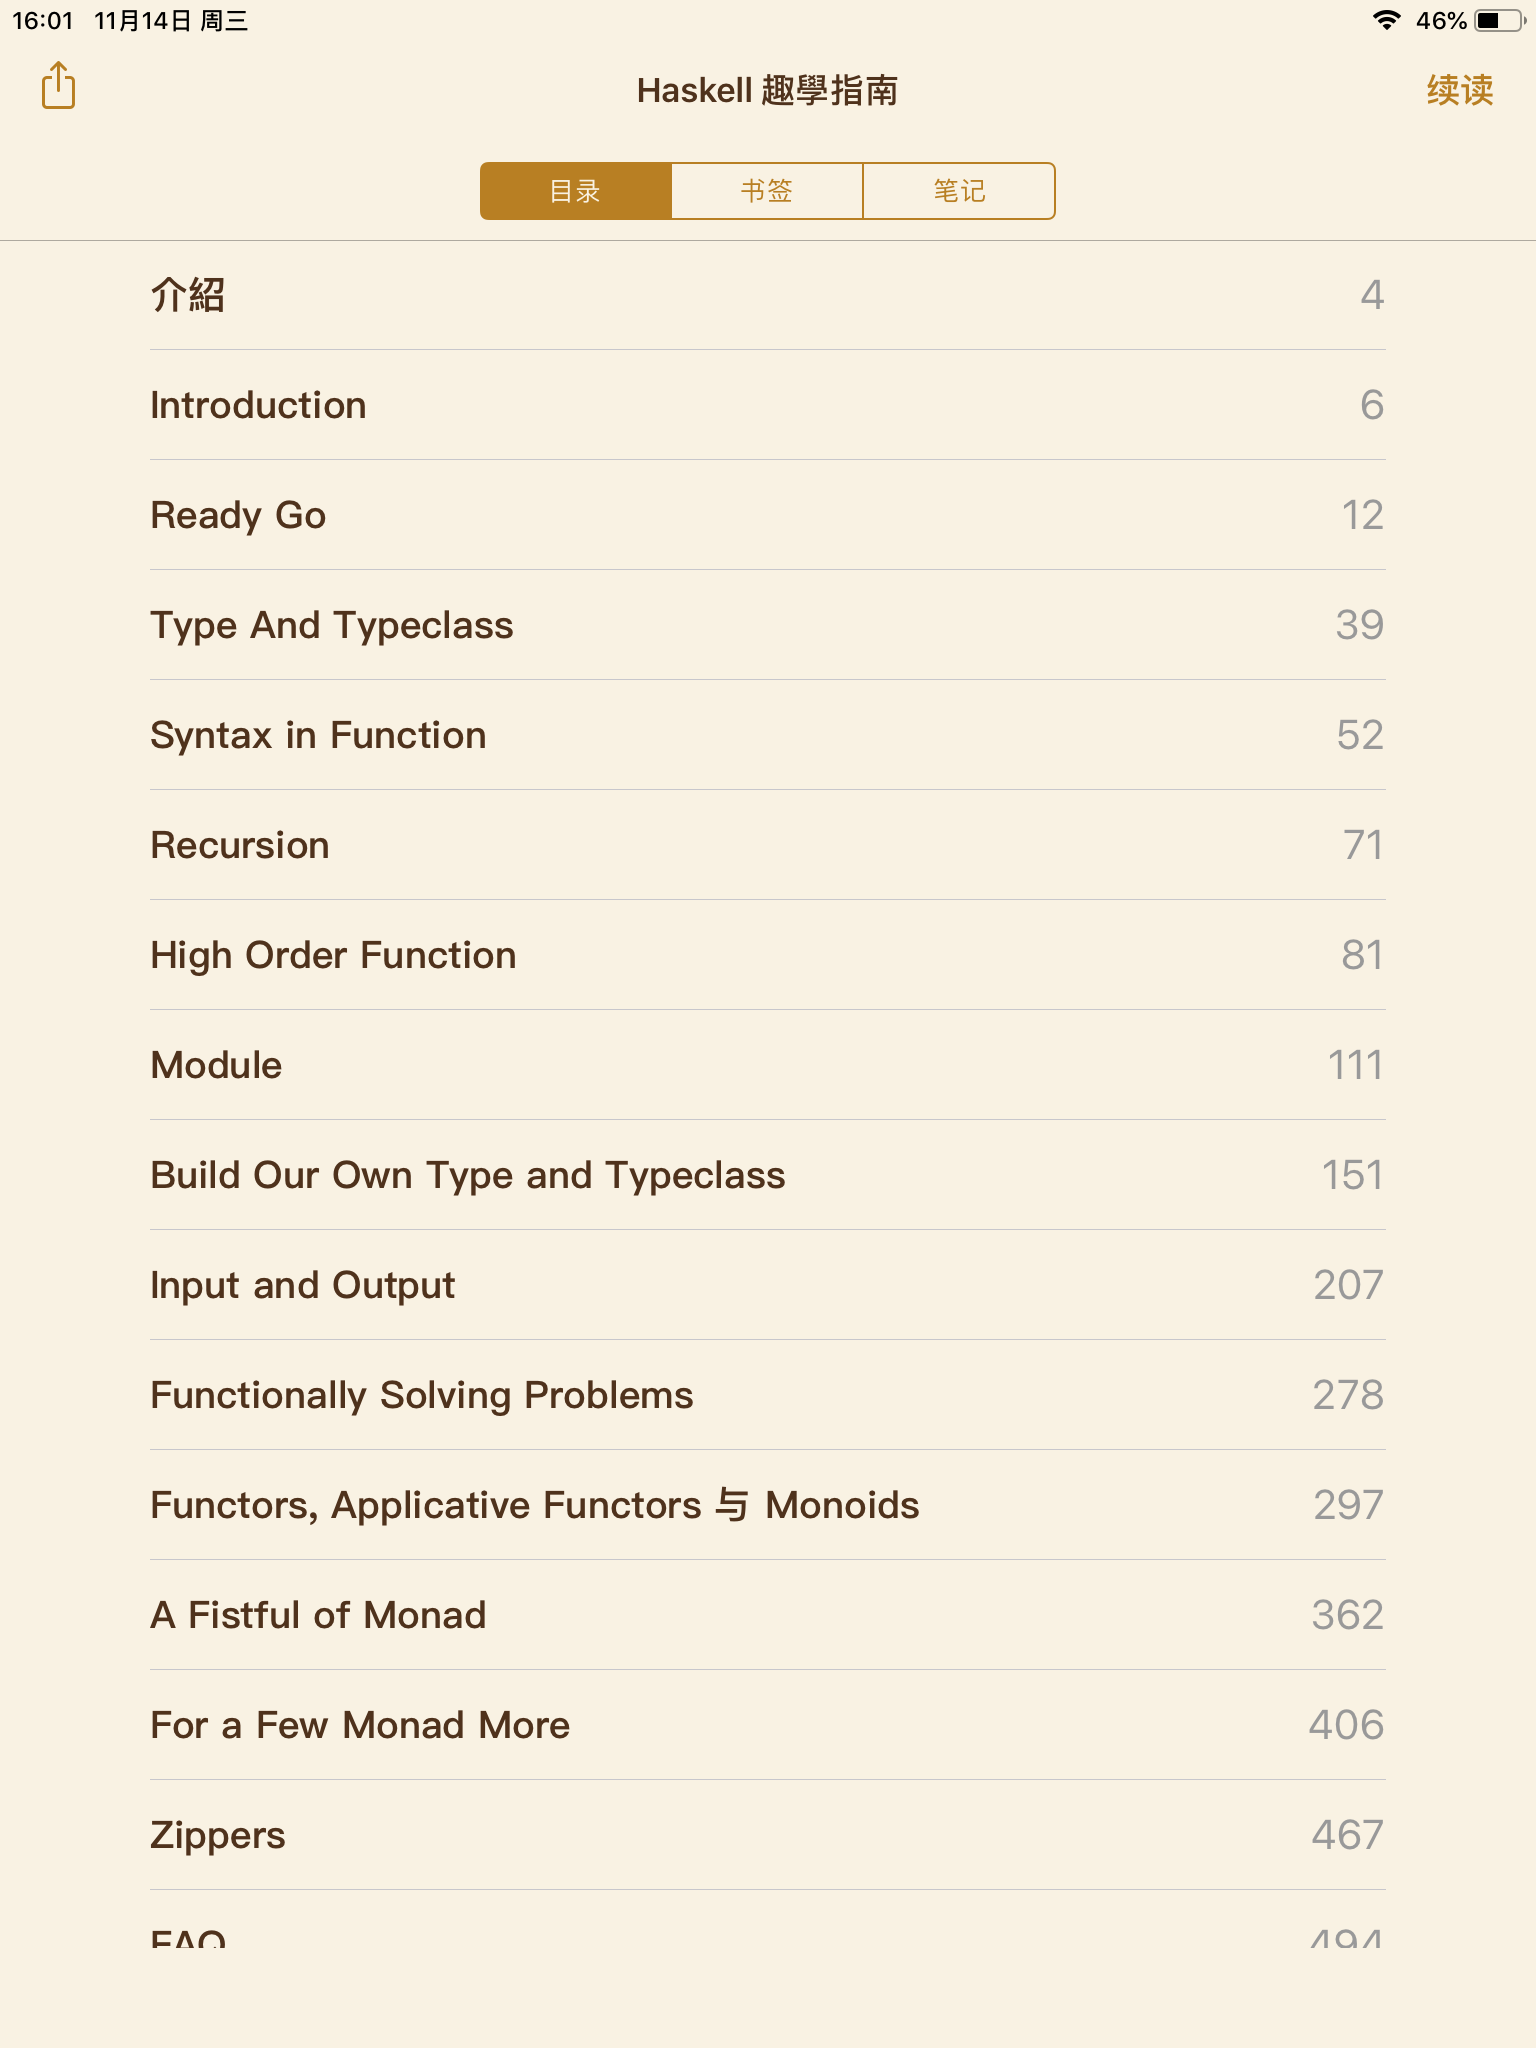 16:01 11月14日 周三 46%
Haskell 趣學指南 续读
目录 书签 笔记
介紹 4
Introduction 6
Ready Go 12
Type And Typeclass 39
Syntax in Function 52
Recursion 71
High Order Function 81
Module 111
Build Our Own Type and Typeclass 151
Input and Output 207
Functionally Solving Problems 278
Functors, Applicative Functors 与 Monoids 297
A Fistful of Monad 362
For a Few Monad More 406
Zippers 467
FAQ 494